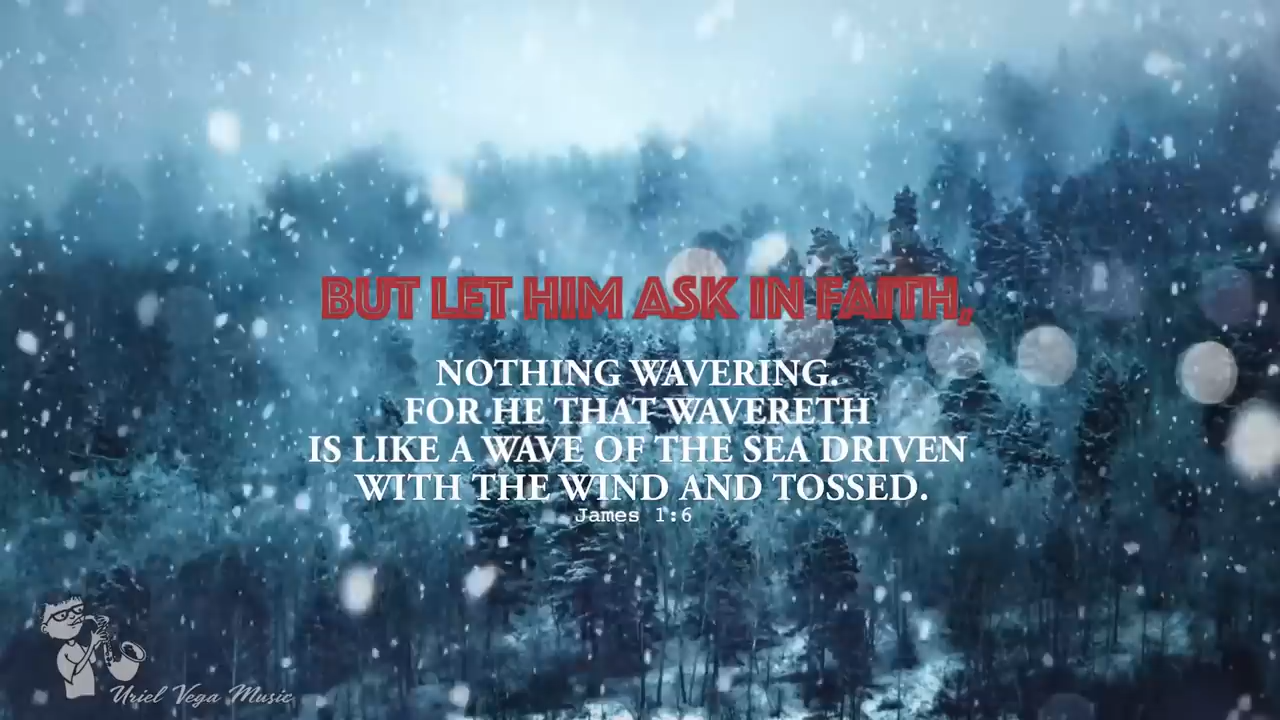 BUT LET HIM ASK IN FAITH,
NOTHING WAVERING.
FOR HE THAT WAVERETH
IS LIKE A WAVE OF THE SEA DRIVEN
WITH THE WIND AND TOSSED.
James 1:6
Uriel Vega Music